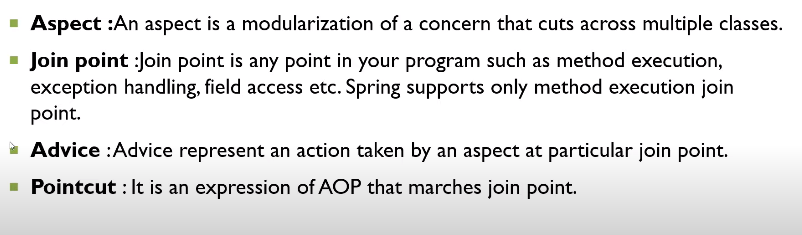 Aspect :An aspect is a modularization of a concern that cuts across multiple classes.
Join point :Join point is any point in your program such as method execution,
exception handling, field access etc. Spring supports only method execution join
point.
Advice :Advice represent an action taken by an aspect at particular join point.
Pointcut : It is an expression of AOP that marches join point.